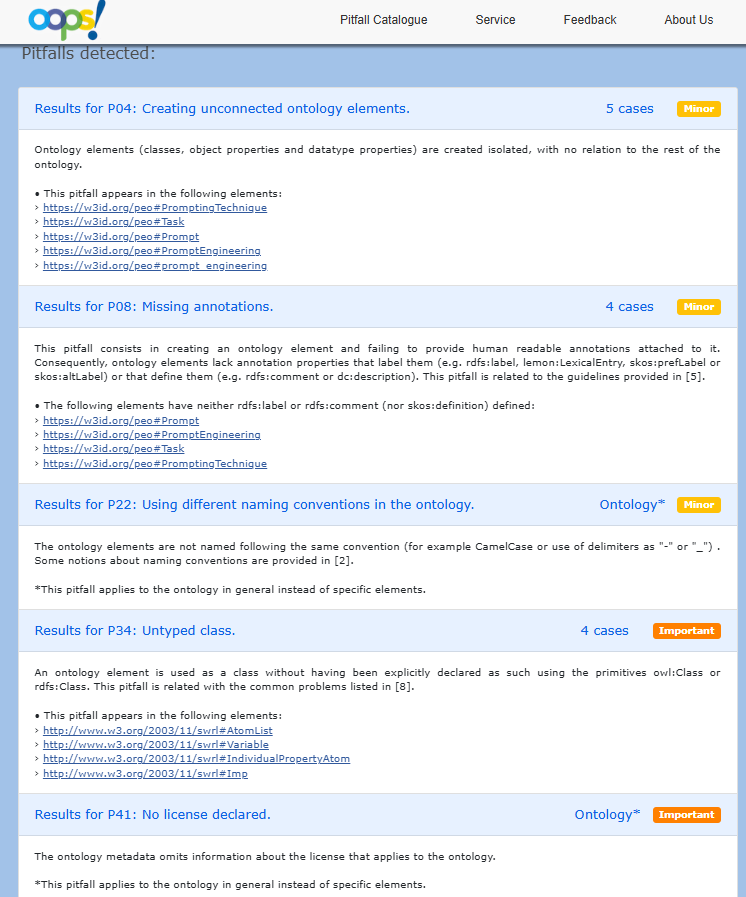 oops!
Pitfall Catalogue Service Feedback About Us
Pitfalls detected:
Results for P04: Creating unconnected ontology elements. 5 cases Minor
Ontology elements (classes, object properties and datatype properties) are created isolated, with no relation to the rest of the
ontology.
• This pitfall appears in the following elements:
› https://w3id.org/peo#PromptingTechnique
› https://w3id.org/peo#Task
› https://w3id.org/peo#Prompt
› https://w3id.org/peo#PromptEngineering
› https://w3id.org/peo#prompt_engineering
Results for P08: Missing annotations. 4 cases Minor
This pitfall consists in creating an ontology element and failing to provide human readable annotations attached to it.
Consequently, ontology elements lack annotation properties that label them (e.g. rdfs:label, lemon:LexicalEntry, skos:prefLabel or
skos:altLabel) or that define them (e.g. rdfs:comment or dc:description). This pitfall is related to the guidelines provided in [5].
• The following elements have neither rdfs:label or rdfs:comment (nor skos:definition) defined:
› https://w3id.org/peo#Prompt
› https://w3id.org/peo#PromptEngineering
› https://w3id.org/peo#Task
› https://w3id.org/peo#PromptingTechnique
Results for P22: Using different naming conventions in the ontology. Ontology* Minor
The ontology elements are not named following the same convention (for example CamelCase or use of delimiters as "-" or "_") .
Some notions about naming conventions are provided in [2].
*This pitfall applies to the ontology in general instead of specific elements.
Results for P34: Untyped class. 4 cases Important
An ontology element is used as a class without having been explicitly declared as such using the primitives owl:Class or
rdfs:Class. This pitfall is related with the common problems listed in [8].
• This pitfall appears in the following elements:
› http://www.w3.org/2003/11/swrl#AtomList
› http://www.w3.org/2003/11/swrl#Variable
› http://www.w3.org/2003/11/swrl#IndividualPropertyAtom
› http://www.w3.org/2003/11/swrl#Imp
Results for P41: No license declared. Ontology* Important
The ontology metadata omits information about the license that applies to the ontology.
*This pitfall applies to the ontology in general instead of specific elements.